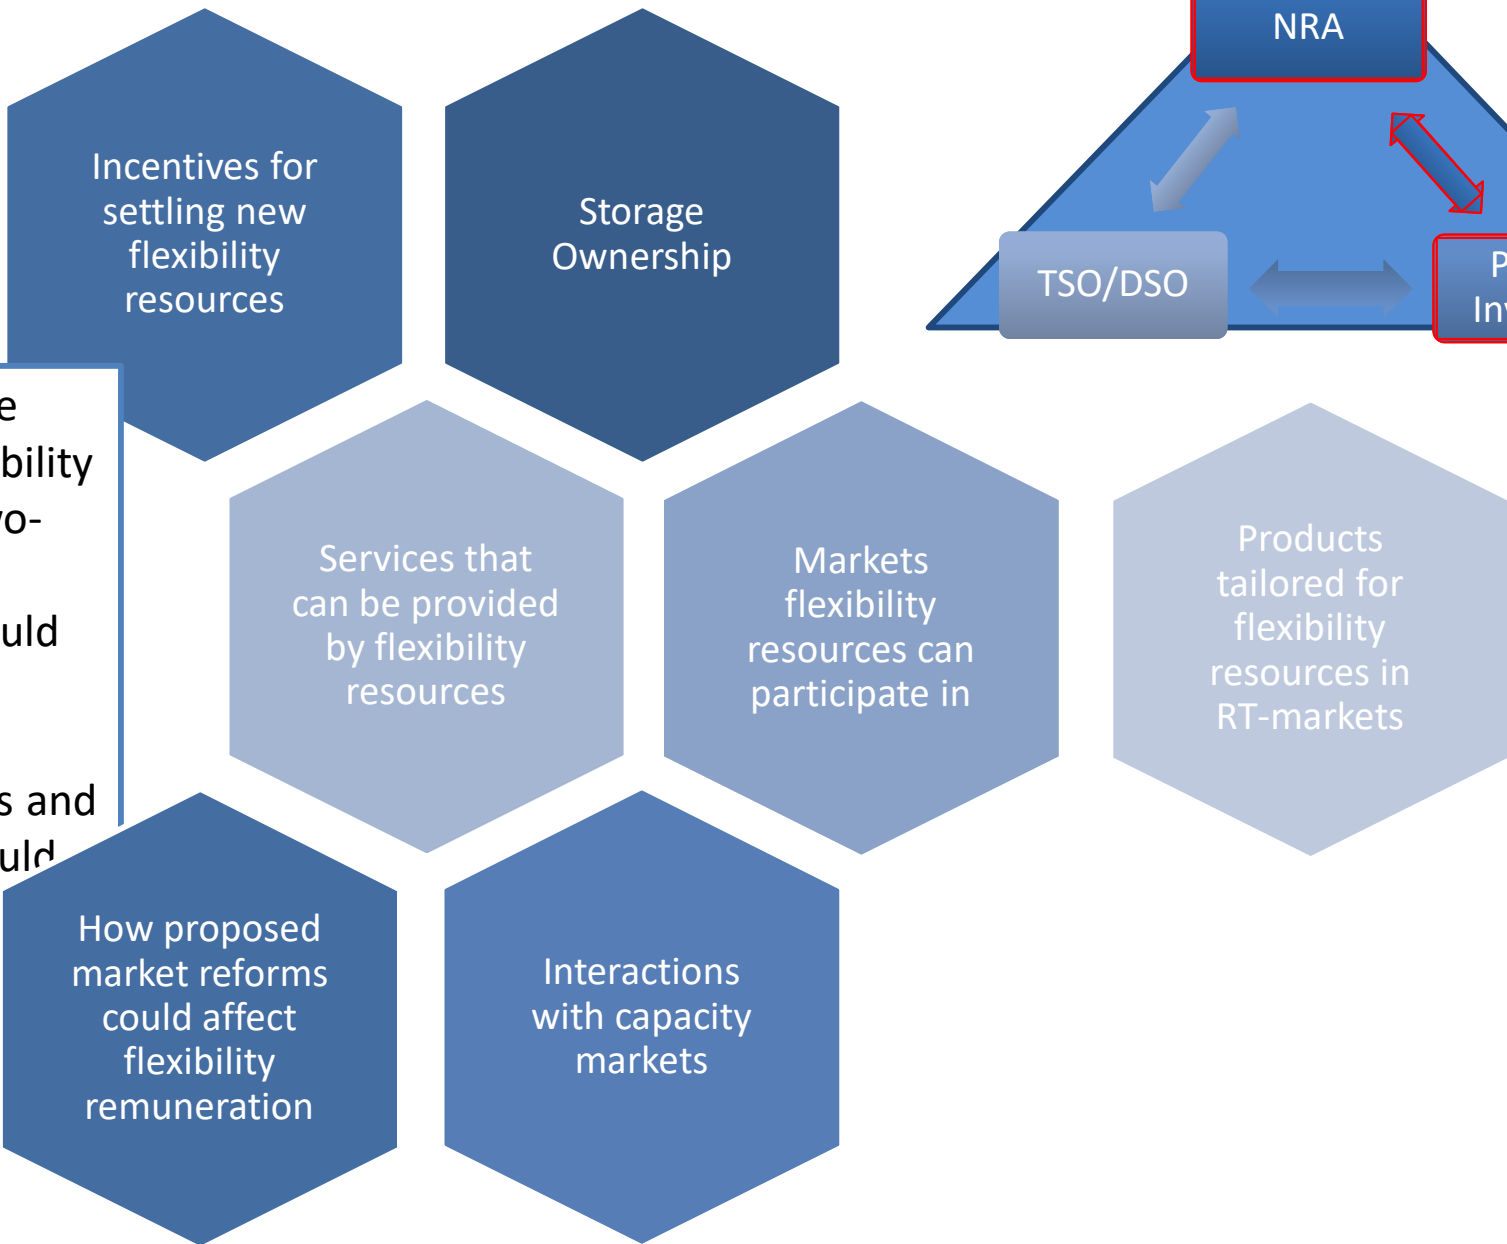 NRA
TSO/DSO
Incentives for
settling new
flexibility
resources
Storage
Ownership
Services that
can be provided
by flexibility
resources
Markets
flexibility
resources can
participate in
Products
tailored for
flexibility
resources in
RT-markets
s and
How proposed
market reforms
could affect
flexibility
remuneration
Interactions
with capacity
markets